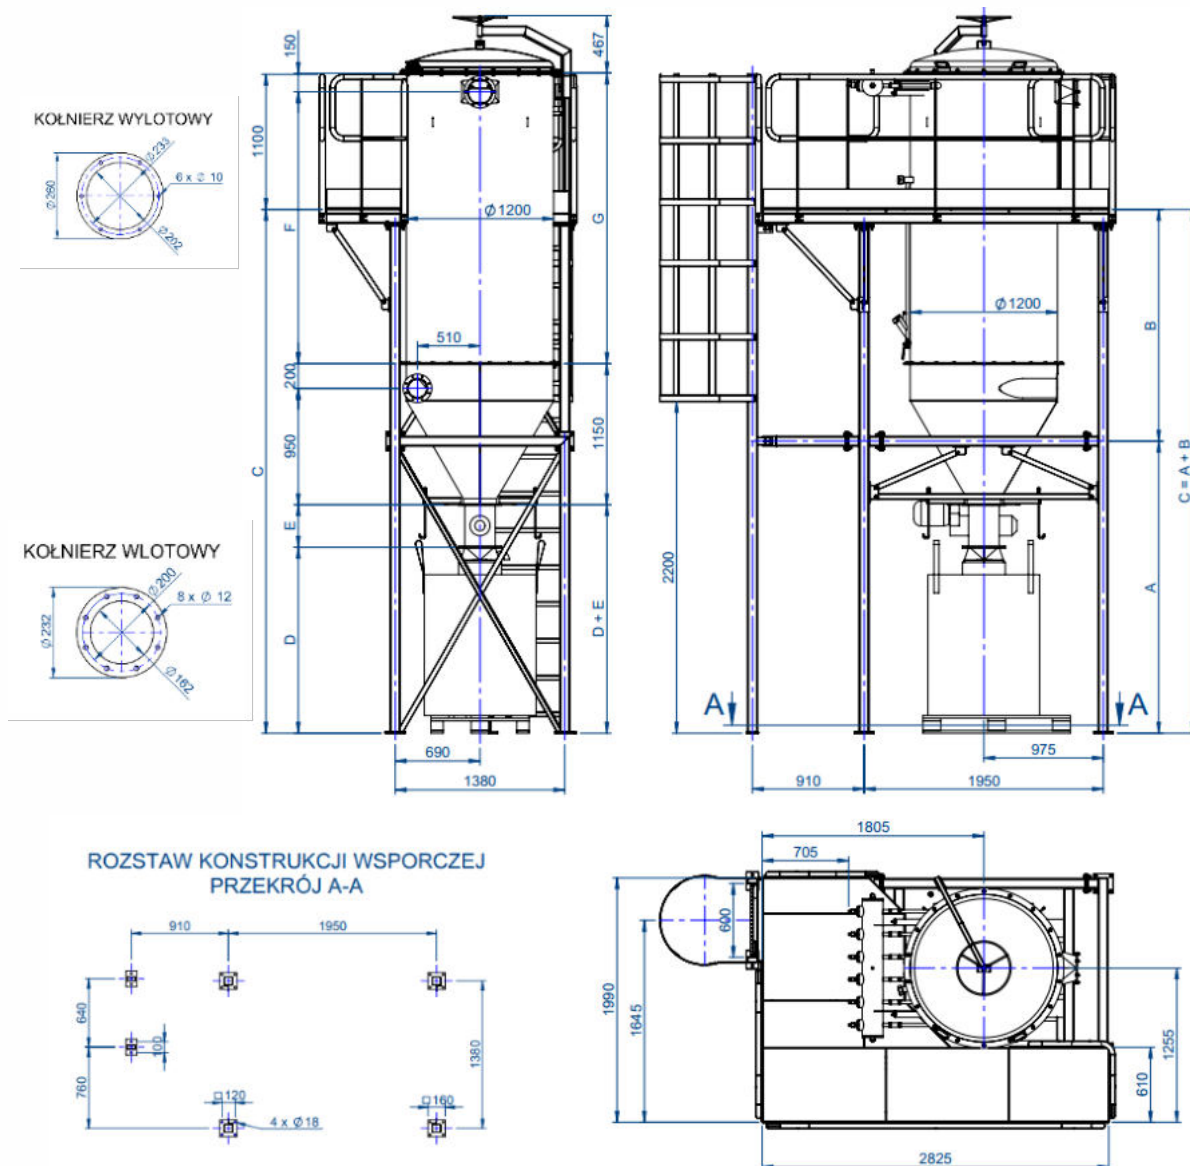 467
150
KOŁNIERZ WYLOTOWY
Ø233
6 x Ø 10
Ø260
Ø202
1100
F
Ø1200
G
510
200
950
1150
C
E
D
D + E
690
1380
KOŁNIERZ WLOTOWY
Ø200
8 x Ø 12
Ø232
Ø162
Ø1200
B
C = A + B
2200
A
A
A
975
910
1950
ROZSTAW KONSTRUKCJI WSPORCZEJ
PRZEKRÓJ A-A
910
1950
640
100
760
1380
□120
□160
4 x Ø18
1805
705
600
1990
1645
1255
610
2825